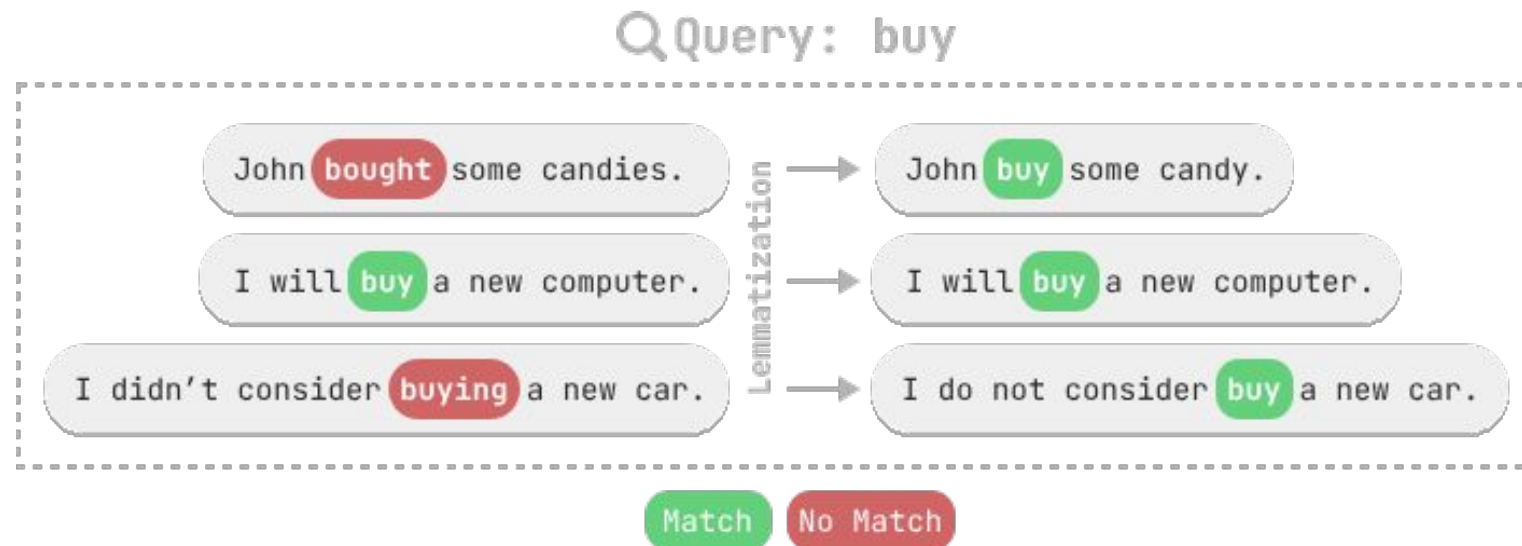 Query: buy
John bought some candies.
John buy some candy.
I will buy a new computer.
I will buy a new computer.
I didn’t consider buying a new car.
I do not consider buy a new car.
Lemmatization
Match
No Match